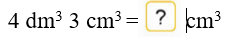 4 dm³ 3 cm³ = ? cm³